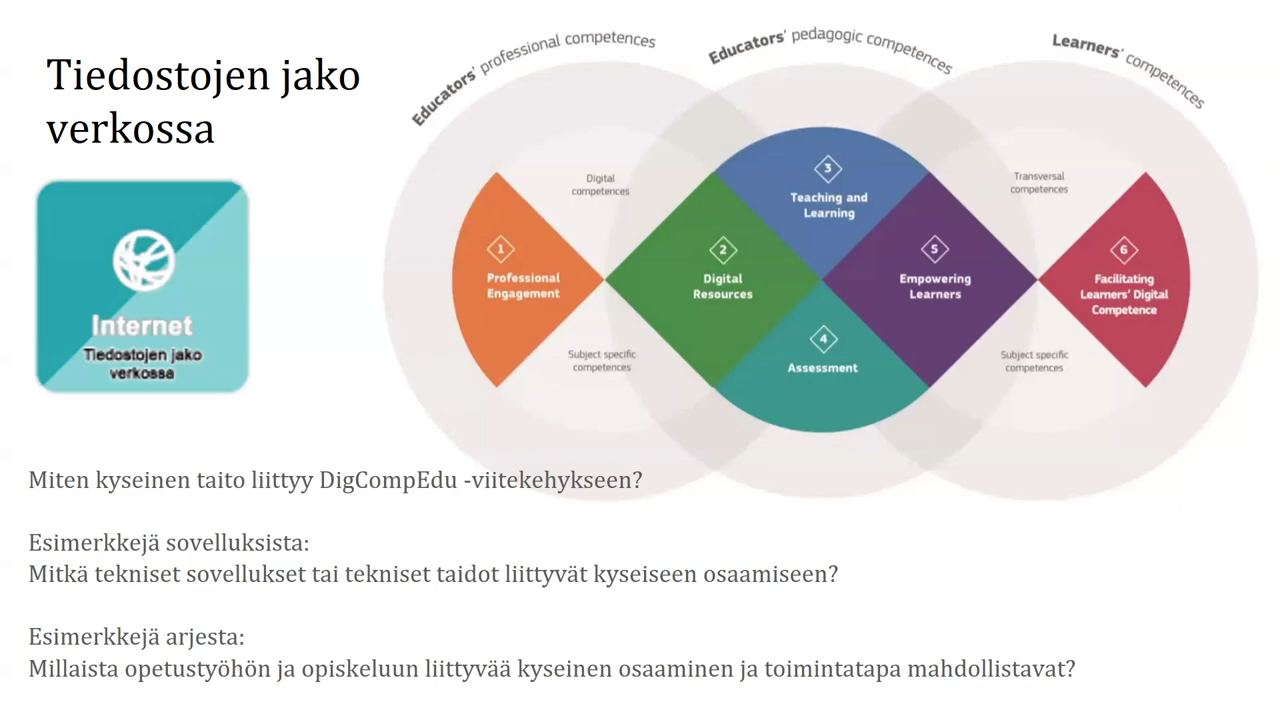 Tiedostojen jako
verkossa
Internet
Tiedostojen jako
verkossa
Educators' professional competences
Educators' pedagogic competences
Learners' competences
Digital
competences
Transversal
competences
1
Professional
Engagement
2
Digital
Resources
3
Teaching and
Learning
4
Assessment
5
Empowering
Learners
6
Facilitating
Learners' Digital
Competence
Subject specific
competences
Subject specific
competences
Miten kyseinen taito liittyy DigCompEdu -viitekehykseen?
Esimerkkejä sovelluksista:
Mitkä tekniset sovellukset tai tekniset taidot liittyvät kyseiseen osaamiseen?
Esimerkkejä arjesta:
Millaista opetustyöhön ja opiskeluun liittyvää kyseinen osaaminen ja toimintatapa mahdollistavat?